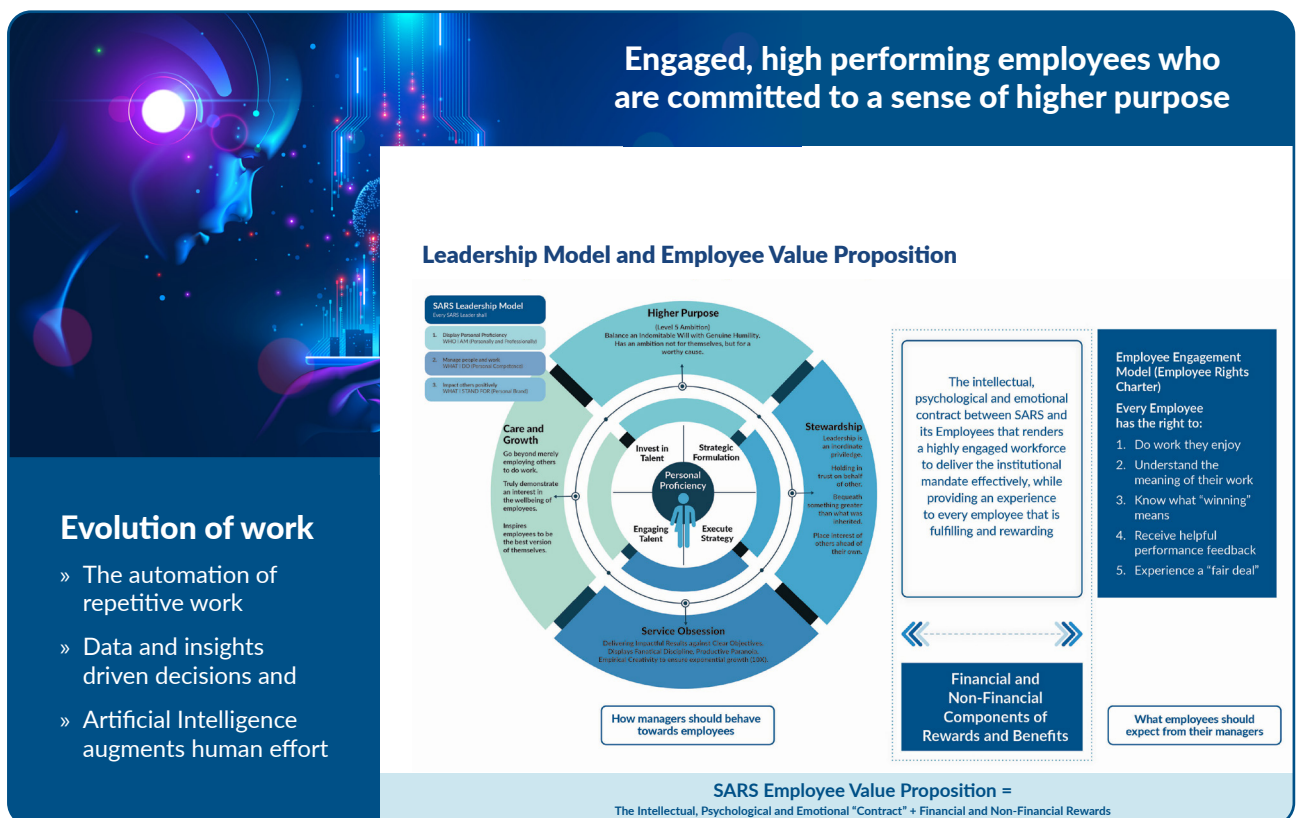 Engaged, high performing employees who
are committed to a sense of higher purpose
Evolution of work
» The automation of
repetitive work
» Data and insights
driven decisions and
» Artificial Intelligence
augments human effort
Leadership Model and Employee Value Proposition
SARS Leadership Model
Every SARS Leader shall
1. Display Personal Proficiency
WHO I AM (Personally and Professionally)
2. Manage people and work
WHAT I DO (Personal Competence)
3. Impact others positively
WHAT I STAND FOR (Personal Brand)
Higher Purpose
(Level 5 Ambition)
Balance an Indomitable Will with Genuine Humility,
Has an ambition not for themselves, but for a
worthy cause.
Care and
Growth
Go beyond merely
employing others
to do work.
Truly demonstrate
an interest in
the wellbeing of
employees.
Inspires
employees to be
the best version
of themselves.
Invest in
Talent
Strategic
Formulation
Personal
Proficiency
Engaging
Talent
Execute
Strategy
Stewardship
Leadership is
an inordinate
priviledge.
Holding in
trust on behalf
of other.
Bequeath
something greater
than what was
inherited.
Place interest of
others ahead of
their own.
Service Obsession
Delivering Impactful Results against Clear Objectives,
Displays Fanatical Discipline, Productive Paranoia,
Empirical Creativity to ensure exponential growth (10X).
How managers should behave
towards employees
The intellectual,
psychological and emotional
contract between SARS and
its Employees that renders
a highly engaged workforce
to deliver the institutional
mandate effectively, while
providing an experience
to every employee that is
fulfilling and rewarding
Financial and
Non-Financial
Components of
Rewards and Benefits
Employee Engagement
Model (Employee Rights
Charter)
Every Employee
has the right to:
1. Do work they enjoy
2. Understand the
meaning of their work
3. Know what “winning”
means
4. Receive helpful
performance feedback
5. Experience a “fair deal”
What employees should
expect from their managers
SARS Employee Value Proposition =
The Intellectual, Psychological and Emotional “Contract” + Financial and Non-Financial Rewards